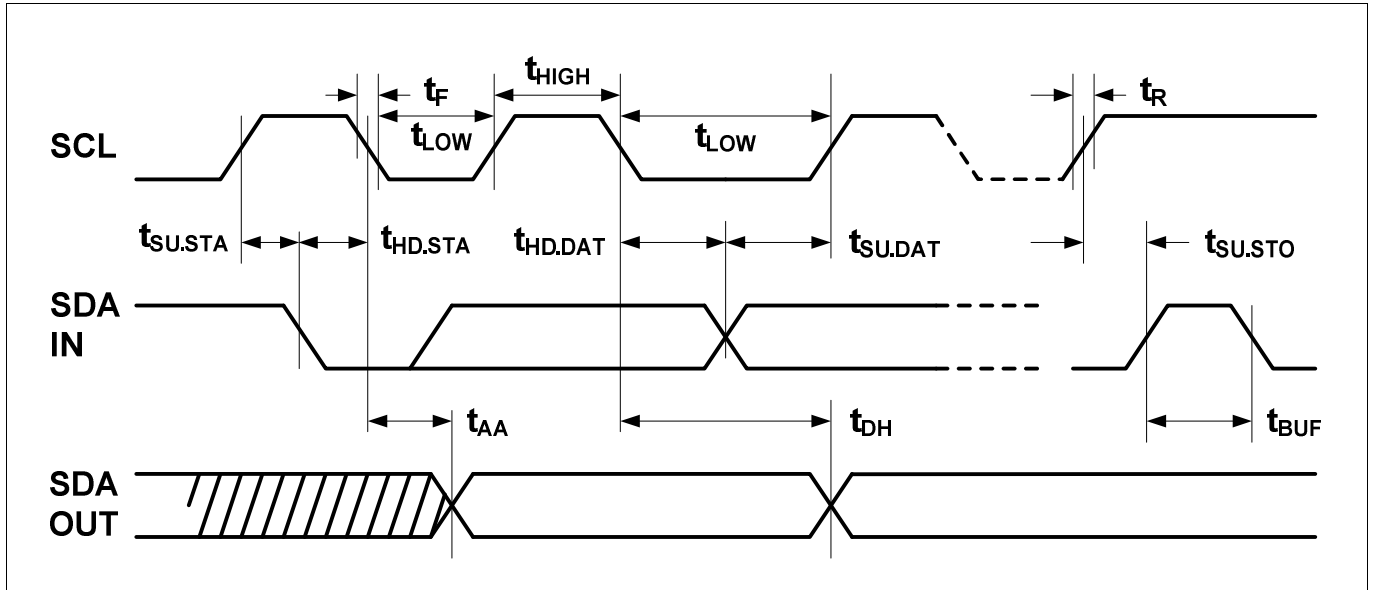 tF
tHIGH
tR
SCL
tLOW
tLOW
tSU.STA
tHD.STA
tHD.DAT
tSU.DAT
tSU.STO
SDA
IN
tAA
tDH
tBUF
SDA
OUT